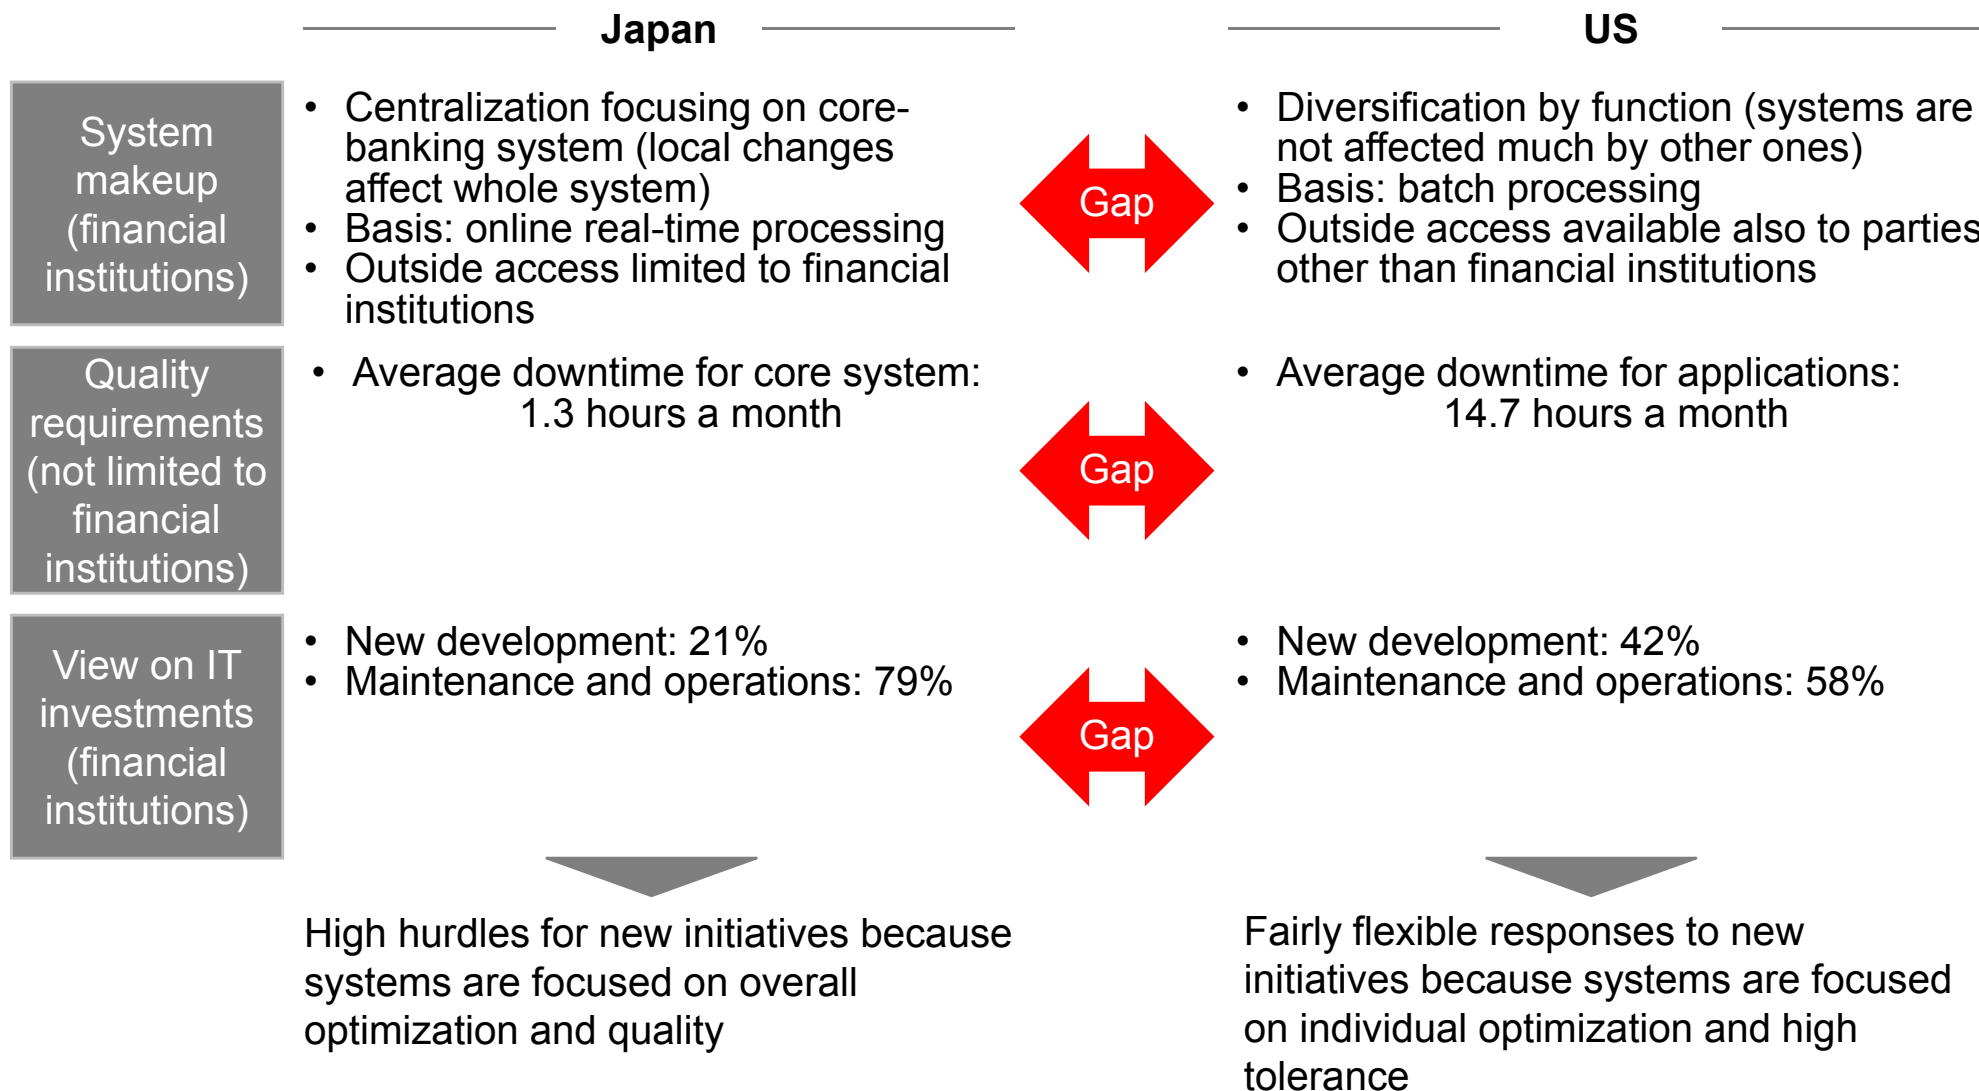 Japan
US
System
makeup
(financial
institutions)
• Centralization focusing on core-
banking system (local changes
affect whole system)
• Basis: online real-time processing
• Outside access limited to financial
institutions
Gap
• Diversification by function (systems are
not affected much by other ones)
• Basis: batch processing
• Outside access available also to parties
other than financial institutions
Quality
requirements
(not limited to
financial
institutions)
• Average downtime for core system:
1.3 hours a month
Gap
• Average downtime for applications:
14.7 hours a month
View on IT
investments
(financial
institutions)
• New development: 21%
• Maintenance and operations: 79%
Gap
• New development: 42%
• Maintenance and operations: 58%
High hurdles for new initiatives because
systems are focused on overall
optimization and quality
Fairly flexible responses to new
initiatives because systems are focused
on individual optimization and high
tolerance